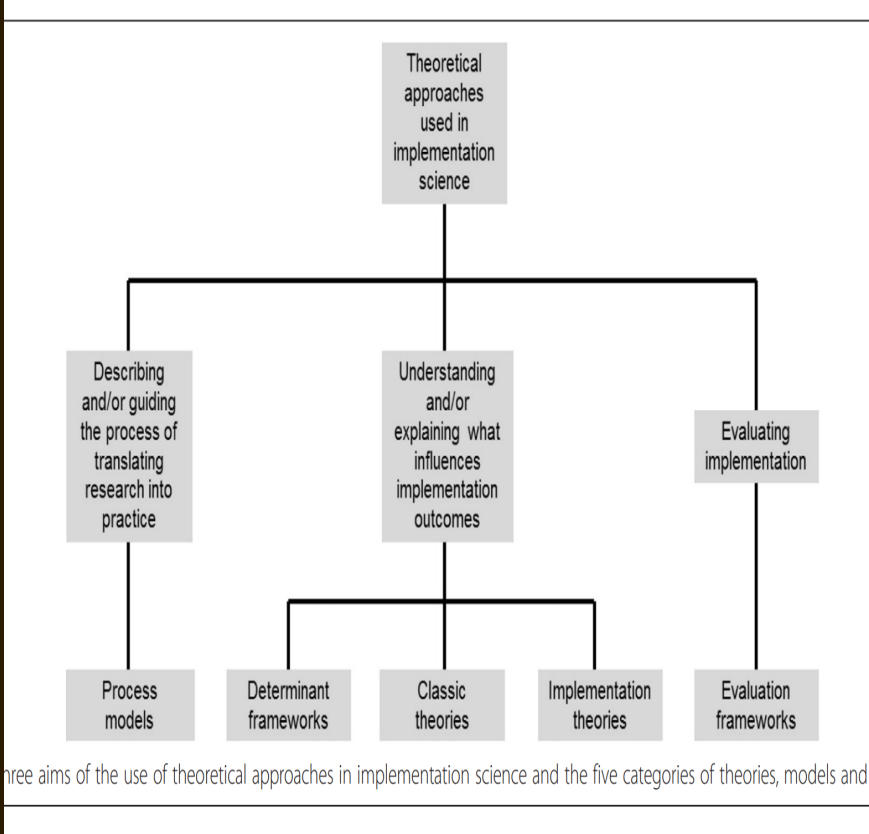 Theoretical
approaches
used in
implementation
science
Describing
and/or guiding
the process of
translating
research into
practice
Understanding
and/or
explaining what
influences
implementation
outcomes
Evaluating
implementation
Process
models
Determinant
frameworks
Classic
theories
Implementation
theories
Evaluation
frameworks
hree aims of the use of theoretical approaches in implementation science and the five categories of theories, models and